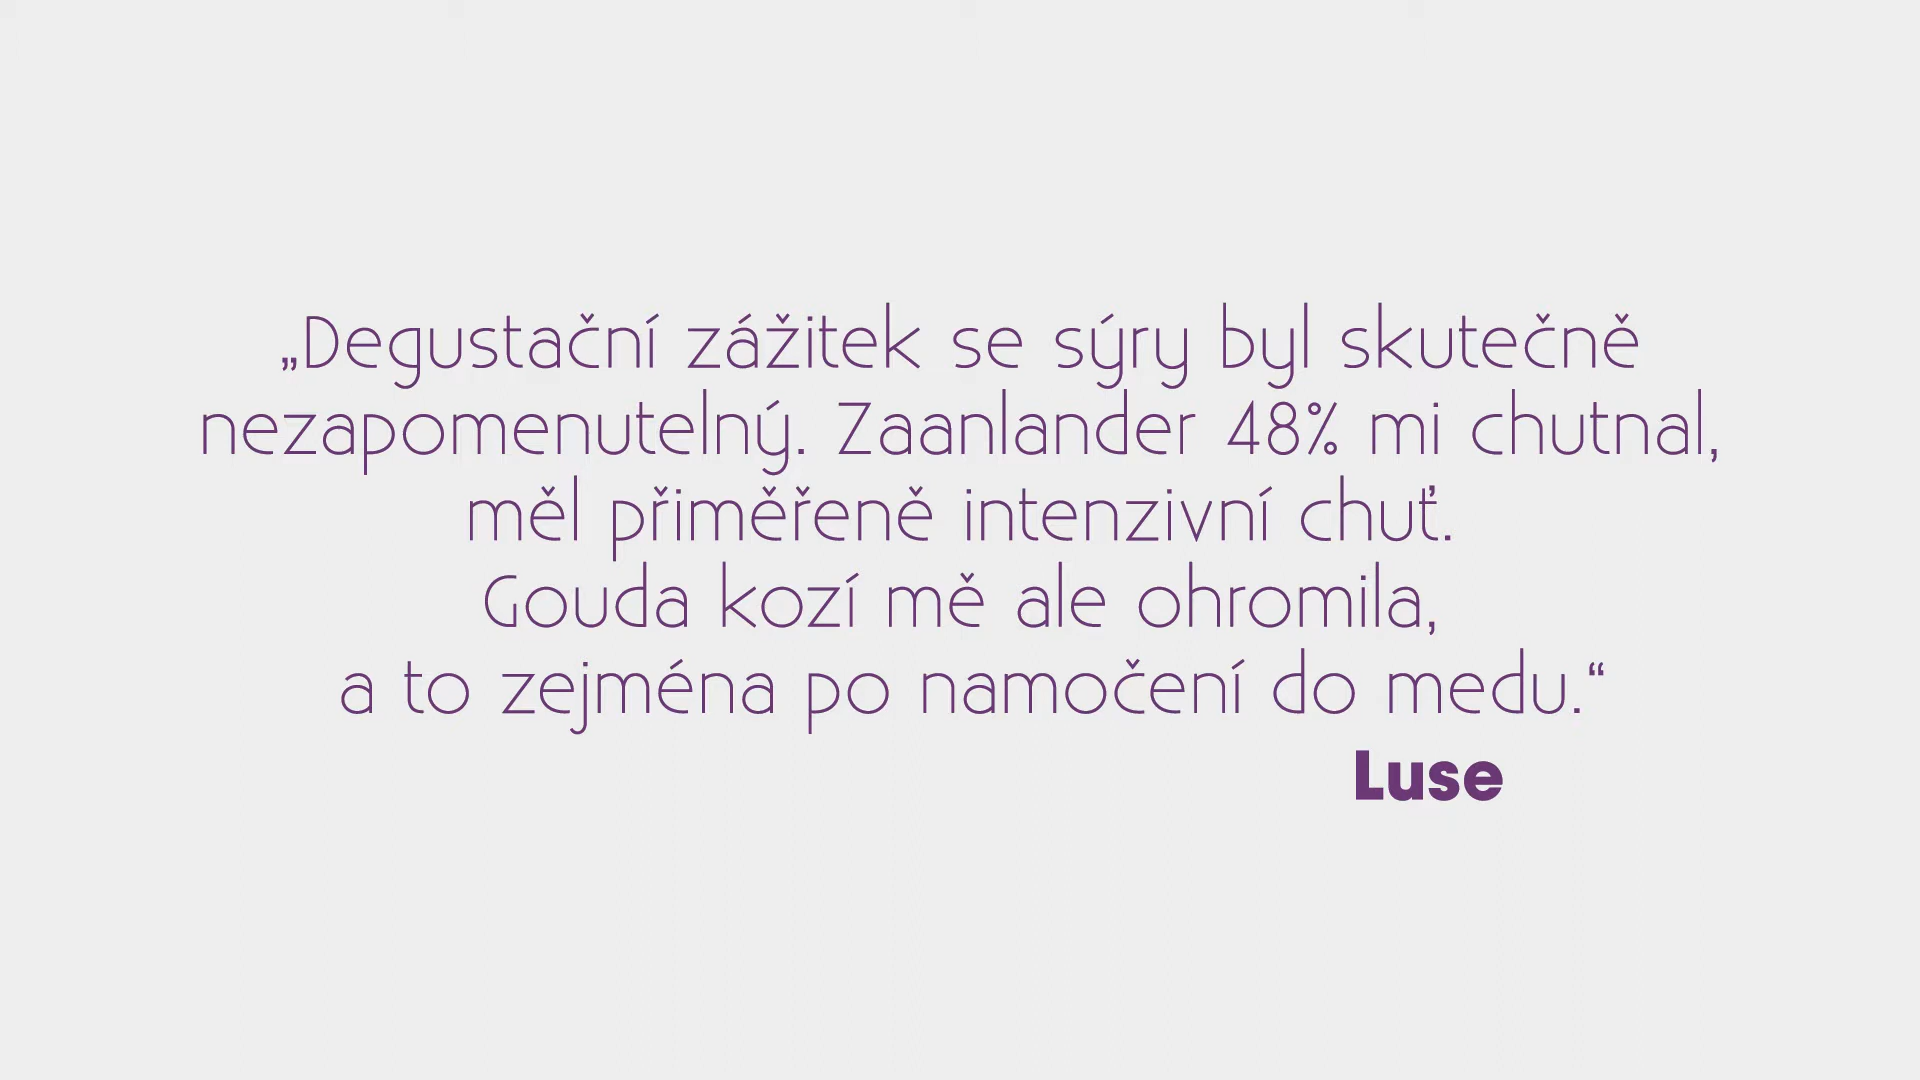 „Degustační zážitek se sýry byl skutečně
nezapomenutelný. Zaanlander 48% mi chutnal,
měl přiměřeně intenzivní chuť.
Gouda kozí mě ale ohromila,
a to zejména po namočení do medu.“
Luse